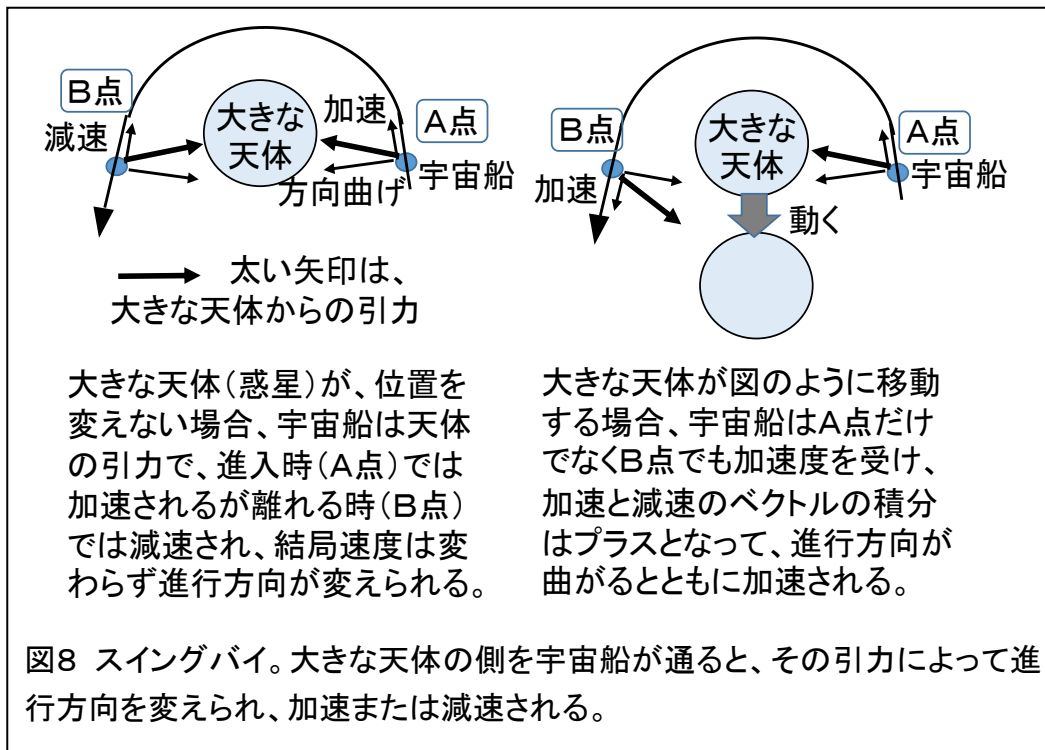 B点
減速
大きな
天体
加速
A点
宇宙船
方向曲げ
太い矢印は、
大きな天体からの引力
B点
加速
大きな
天体
A点
宇宙船
動く
大きな天体(惑星)が、位置を
変えない場合、宇宙船は天体
の引力で、進入時(A点)では
加速されるが離れる時(B点)
では減速され、結局速度は変
わらず進行方向が変えられる。
大きな天体が図のように移動
する場合、宇宙船はA点だけ
でなくB点でも加速度を受け、
加速と減速のベクトルの積分
はプラスとなって、進行方向が
曲がるとともに加速される。
図8 スイングバイ。大きな天体の側を宇宙船が通ると、その引力によって進
行方向を変えられ、加速または減速される。